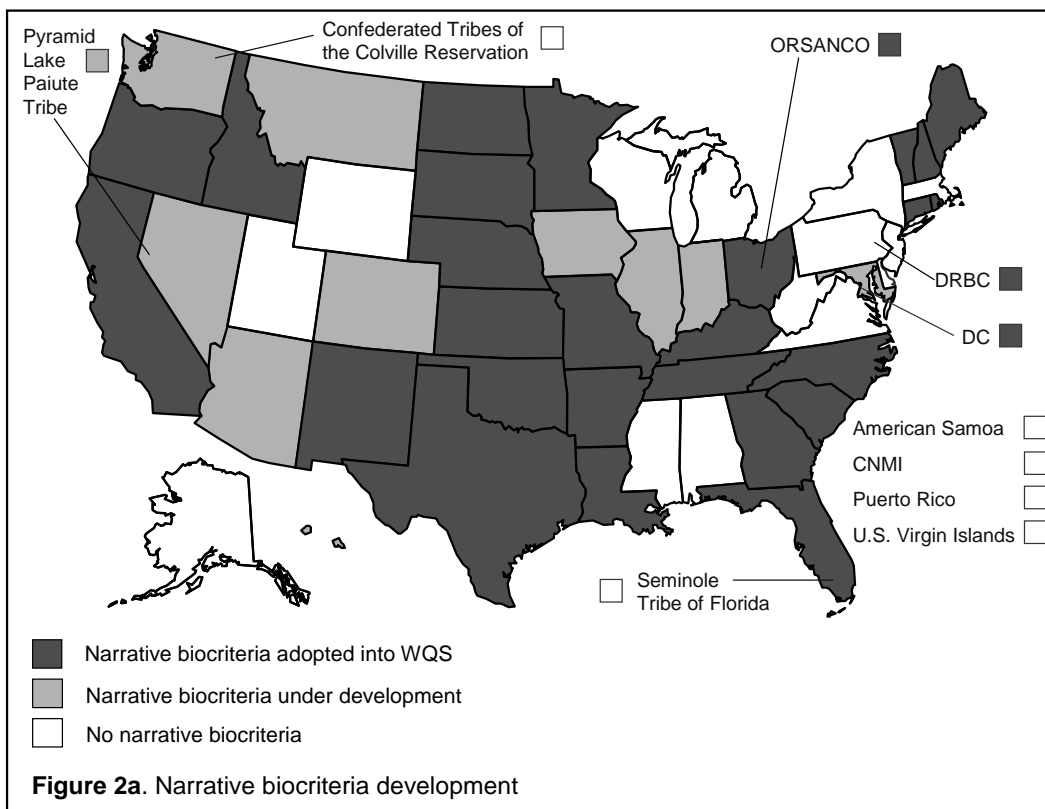 Pyramid
Lake
Paiute
Tribe
Confederated Tribes of
the Colville Reservation
ORSANCO
DRBC
DC
American Samoa
CNMI
Puerto Rico
U.S. Virgin Islands
Seminole
Tribe of Florida
Narrative biocriteria adopted into WQS
Narrative biocriteria under development
No narrative biocriteria
Figure 2a. Narrative biocriteria development